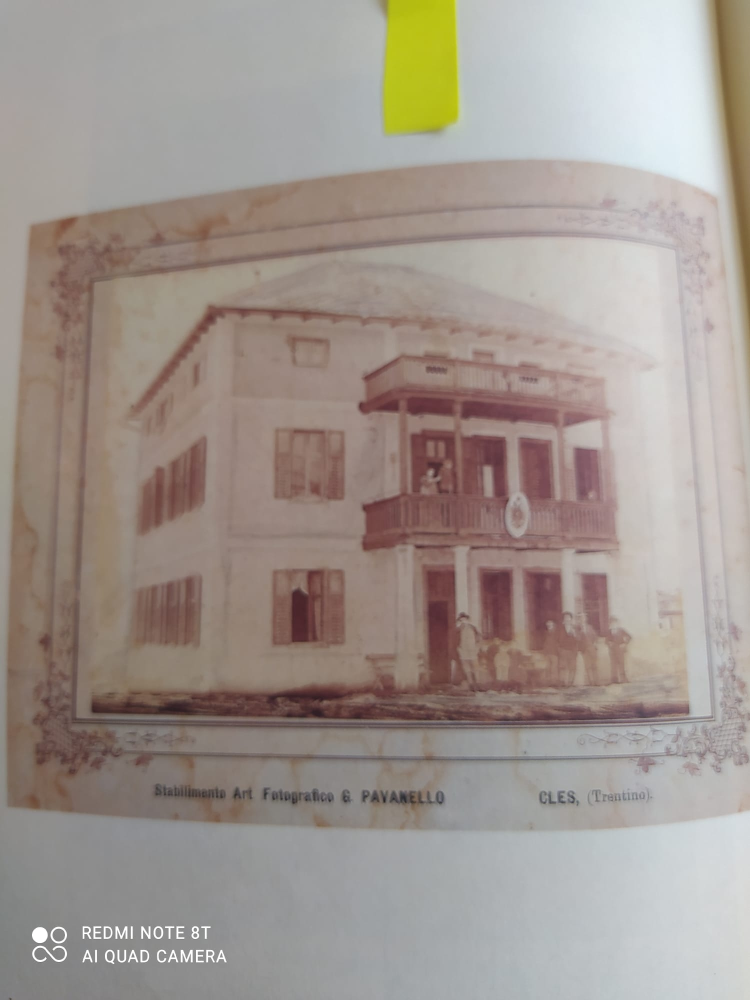 Stabilimento Art Fotografico G. PAVANELLO CLES, (Trentino).
REDMI NOTE 8T
AI QUAD CAMERA